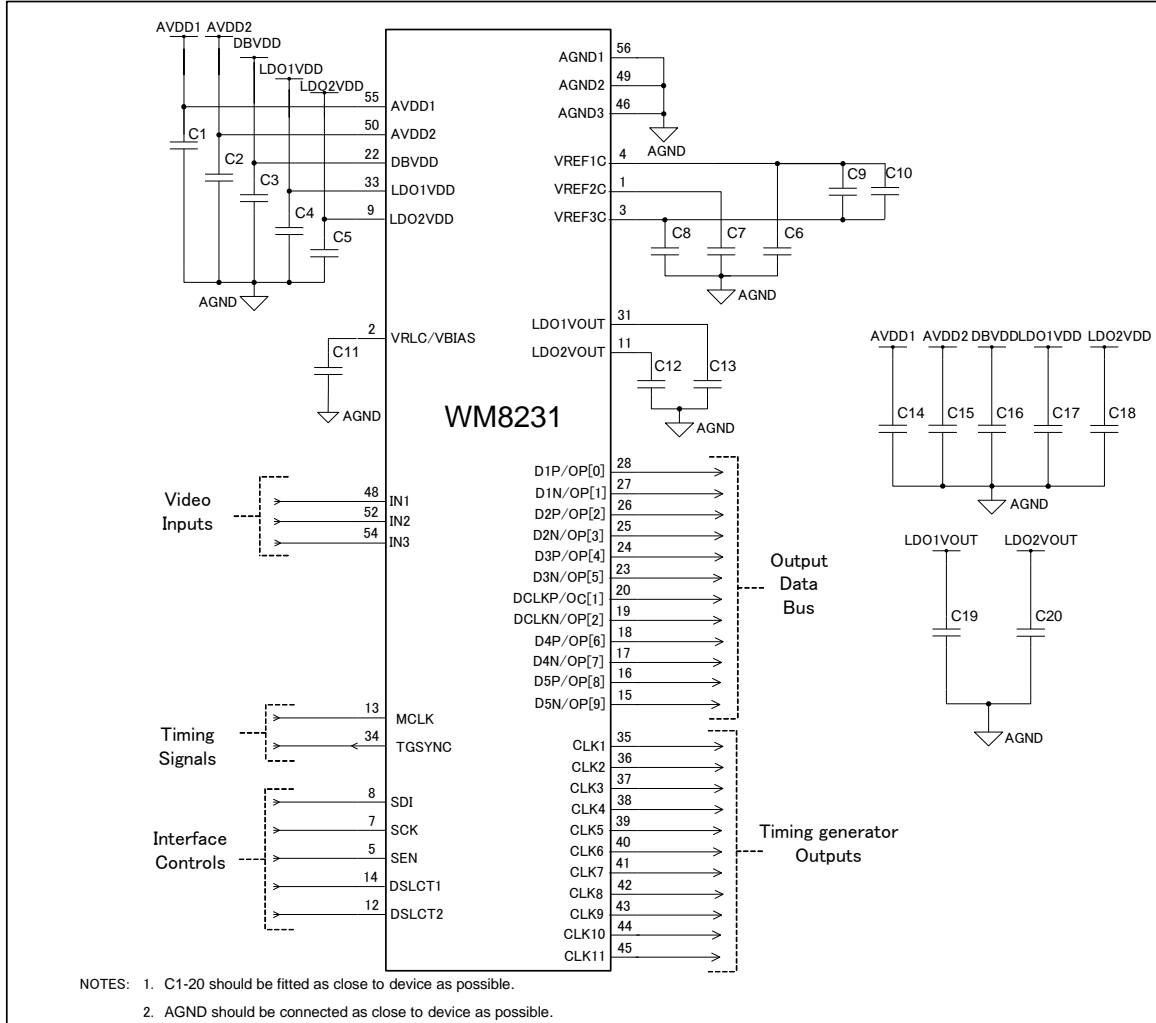 AVDD1 AVDD2
DBVDD
LDO1VDD
LDO2VDD
55 AVDD1
50 AVDD2
22 DBVDD
33 LDO1VDD
9 LDO2VDD
C1
C2
C3
C4
C5
AGND
2 VRLC/VBIAS
C11
AGND
WM8231
AGND1 56
AGND2 49
AGND3 46
AGND
VREF1C 4
VREF2C 1
VREF3C 3
C9 C10
C8 C7 C6
AGND
LDO1VOUT 31
LDO2VOUT 11
C12 C13
AGND
AVDD1 AVDD2 DBVDD LDO1VDD LDO2VDD
C14 C15 C16 C17 C18
AGND
LDO1VOUT LDO2VOUT
C19 C20
AGND
Video
Inputs
48 IN1
52 IN2
54 IN3
D1P/OP[0] 28
D1N/OP[1] 27
D2P/OP[2] 26
D2N/OP[3] 25
D3P/OP[4] 24
D3N/OP[5] 23
DCLKP/OC[1] 20
DCLKN/OP[2] 19
D4P/OP[6] 18
D4N/OP[7] 17
D5P/OP[8] 16
D5N/OP[9] 15
Output
Data
Bus
Timing
Signals
13 MCLK
34 TGSYNC
Interface
Controls
8 SDI
7 SCK
5 SEN
14 DSLCT1
12 DSLCT2
CLK1 35
CLK2 36
CLK3 37
CLK4 38
CLK5 39
CLK6 40
CLK7 41
CLK8 42
CLK9 43
CLK10 44
CLK11 45
Timing generator
Outputs
NOTES: 1. C1-20 should be fitted as close to device as possible.
2. AGND should be connected as close to device as possible.